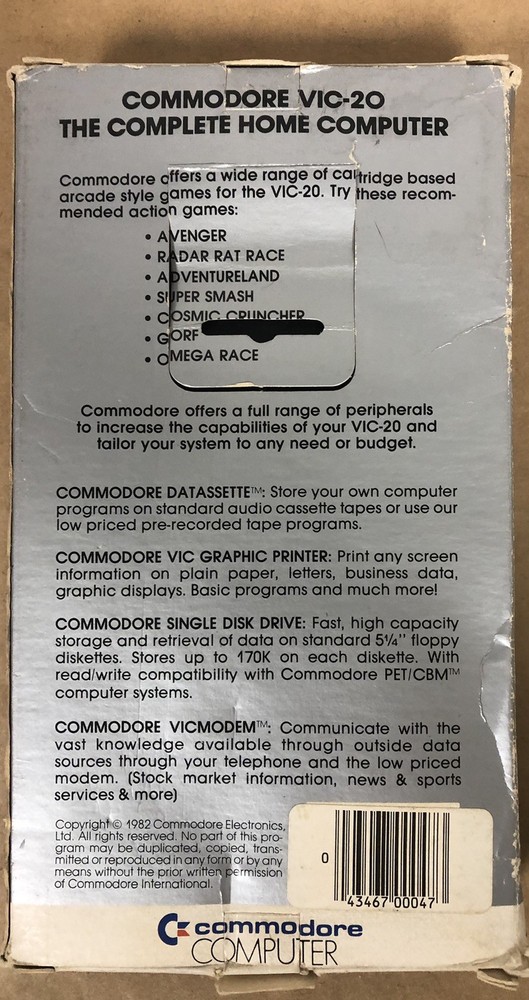 COMMODORE VIC-20
THE COMPLETE HOME COMPUTER
Commodore offers a wide range of cartridge based
arcade style games for the VIC-20. Try these recom-
mended action games:
• AVENGER
• RADAR RAT RACE
• ADVENTURELAND
• SUPER SMASH
• COSMIC CRUNCHER
• GORF
• OMEGA RACE
Commodore offers a full range of peripherals
to increase the capabilities of your VIC-20 and
tailor your system to any need or budget.
COMMODORE DATASSETTE™: Store your own computer
programs on standard audio cassette tapes or use our
low priced pre-recorded tape programs.
COMMODORE VIC GRAPHIC PRINTER: Print any screen
information on plain paper, letters, business data,
graphic displays. Basic programs and much more!
COMMODORE SINGLE DISK DRIVE: Fast, high capacity
storage and retrieval of data on standard 5¼'' floppy
diskettes. Stores up to 170K on each diskette. With
read/write compatibility with Commodore PET/CBM™
computer systems.
COMMODORE VICMODEM™: Communicate with the
vast knowledge available through outside data
sources through your telephone and the low priced
modem. (Stock market information, news & sports
services & more)
Copyright © 1982 Commodore Electronics,
Ltd. All rights reserved. No part of this pro-
gram may be duplicated, copied, trans-
mitted or reproduced in any form or by any
means without the prior written permission
of Commodore International.
0 43467 00047
commodore
COMPUTER